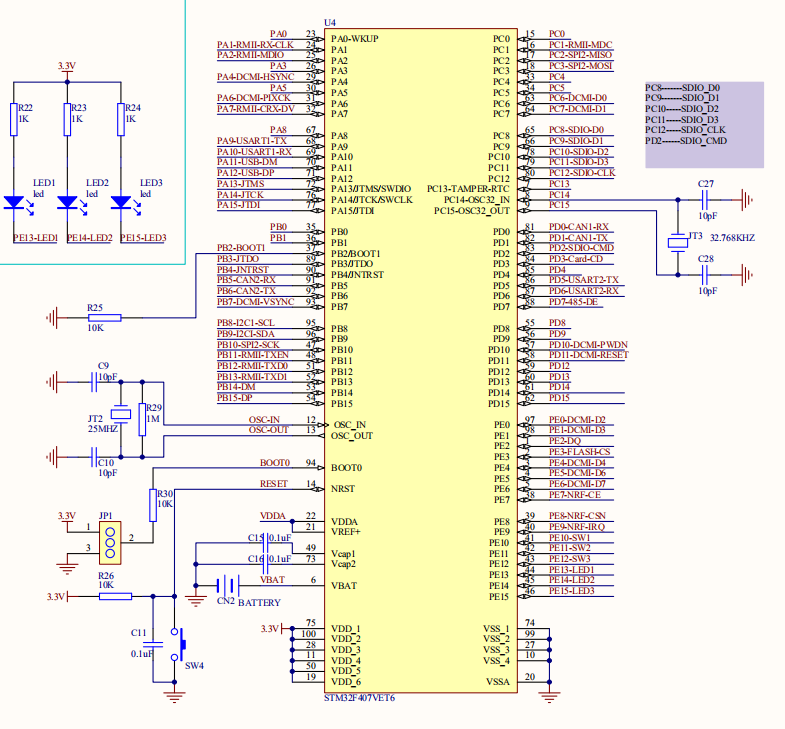 U4
PA0 23 PA0-WKUP
PA1-RMII-RX-CLK 24 PA1
PA2-RMII-MDIO 25 PA2
PA3 26 PA3
PA4-DCMI-HSYNC 29 PA4
PA5 30 PA5
PA6-DCMI-PIXCK 31 PA6
PA7-RMII-CRX-DV 32 PA7
PA8 67 PA8
PA9-USART1-TX 68 PA9
PA10-USART1-RX 69 PA10
PA11-USB-DM 70 PA11
PA12-USB-DP 71 PA12
PA13-JTMS 72 PA13/JTMS/SWDIO
PA14-JTCK 76 PA14/JTCK/SWCLK
PA15-JTDI 77 PA15/JTDI
PB0 35 PB0
PB1 36 PB1
PB2-BOOT1 37 PB2/BOOT1
PB3-JTDO 89 PB3/JTDO
PB4-JNTRST 90 PB4/JNTRST
PB5-CAN2-RX 91 PB5
PB6-CAN2-TX 92 PB6
PB7-DCMI-VSYNC 93 PB7
PB8-I2C1-SCL 95 PB8
PB9-I2C1-SDA 96 PB9
PB10-SPI2-SCK 47 PB10
PB11-RMII-TXEN 48 PB11
PB12-RMII-TXD0 51 PB12
PB13-RMII-TXD1 52 PB13
PB14-DM 53 PB14
PB15-DP 54 PB15
OSC-IN 12 OSC_IN
OSC-OUT 13 OSC_OUT
BOOT0 94 BOOT0
RESET 14 NRST
VDDA 22 VDDA
21 VREF+
C15 0.1uF 49 Vcap1
C16 0.1uF 73 Vcap2
VBAT 6 VBAT
CN2 BATTERY
3.3V 75 VDD_1
100 VDD_2
28 VDD_3
11 VDD_4
50 VDD_5
19 VDD_6
STM32F407VET6
PC0 15 PC0
PC1 16 PC1-RMII-MDC
PC2 17 PC2-SPI2-MISO
PC3 18 PC3-SPI2-MOSI
PC4 33 PC4
PC5 34 PC5
PC6 63 PC6-DCMI-D0
PC7 64 PC7-DCMI-D1
PC8 65 PC8-SDIO-D0
PC9 66 PC9-SDIO-D1
PC10 78 PC10-SDIO-D2
PC11 79 PC11-SDIO-D3
PC12 80 PC12-SDIO-CLK
PC13-TAMPER-RTC PC13
PC14-OSC32_IN PC14
PC15-OSC32_OUT PC15
PD0 81 PD0-CAN1-RX
PD1 82 PD1-CAN1-TX
PD2 83 PD2-SDIO-CMD
PD3 84 PD3-Card-CD
PD4 85 PD4
PD5 86 PD5-USART2-TX
PD6 87 PD6-USART2-RX
PD7 88 PD7-485-DE
PD8 55 PD8
PD9 56 PD9
PD10 57 PD10-DCMI-PWDN
PD11 58 PD11-DCMI-RESET
PD12 59 PD12
PD13 60 PD13
PD14 61 PD14
PD15 62 PD15
PE0 97 PE0-DCMI-D2
PE1 98 PE1-DCMI-D3
PE2 PE2-DQ
PE3 PE3-FLASH-CS
PE4 PE4-DCMI-D4
PE5 PE5-DCMI-D6
PE6 PE6-DCMI-D7
PE7 38 PE7-NRF-CE
PE8 39 PE8-NRF-CSN
PE9 40 PE9-NRF-IRQ
PE10 41 PE10-SW1
PE11 42 PE11-SW2
PE12 43 PE12-SW3
PE13 44 PE13-LED1
PE14 45 PE14-LED2
PE15 46 PE15-LED3
VSS_1 74
VSS_2 99
VSS_3 27
VSS_4 10
VSSA 20
PC8------SDIO_D0
PC9------SDIO_D1
PC10-----SDIO_D2
PC11-----SDIO_D3
PC12-----SDIO_CLK
PD2------SDIO_CMD
C27
10pF
JT3 32.768KHZ
C28
10pF
3.3V
R22 R23 R24
1K 1K 1K
LED1 LED2 LED3
led led led
PE13-LED1 PE14-LED2 PE15-LED3
R25
10K
C9
10pF
JT2
25MHZ
R29
1M
C10
10pF
R30
10K
3.3V JP1
1
2
3
R26
10K
3.3V
C11
0.1uF
SW4